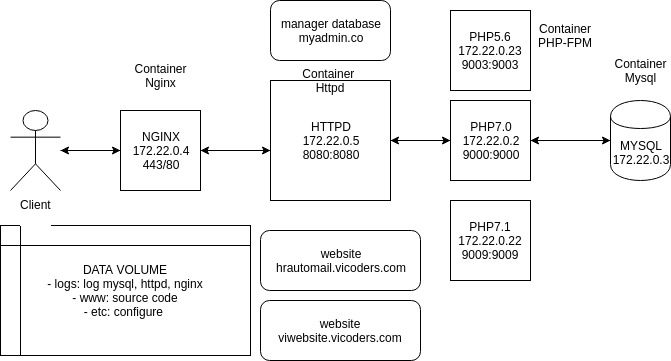 manager database
myadmin.co
Container
Nginx
Container
Httpd
PHP5.6
172.22.0.23
9003:9003
Container
PHP-FPM
Container
Mysql
NGINX
172.22.0.4
443/80
HTTPD
172.22.0.5
8080:8080
PHP7.0
172.22.0.2
9000:9000
MYSQL
172.22.0.3
Client
PHP7.1
172.22.0.22
9009:9009
DATA VOLUME
- logs: log mysql, httpd, nginx
- www: source code
- etc: configure
website
hrautomail.vicoders.com
website
viwebsite.vicoders.com